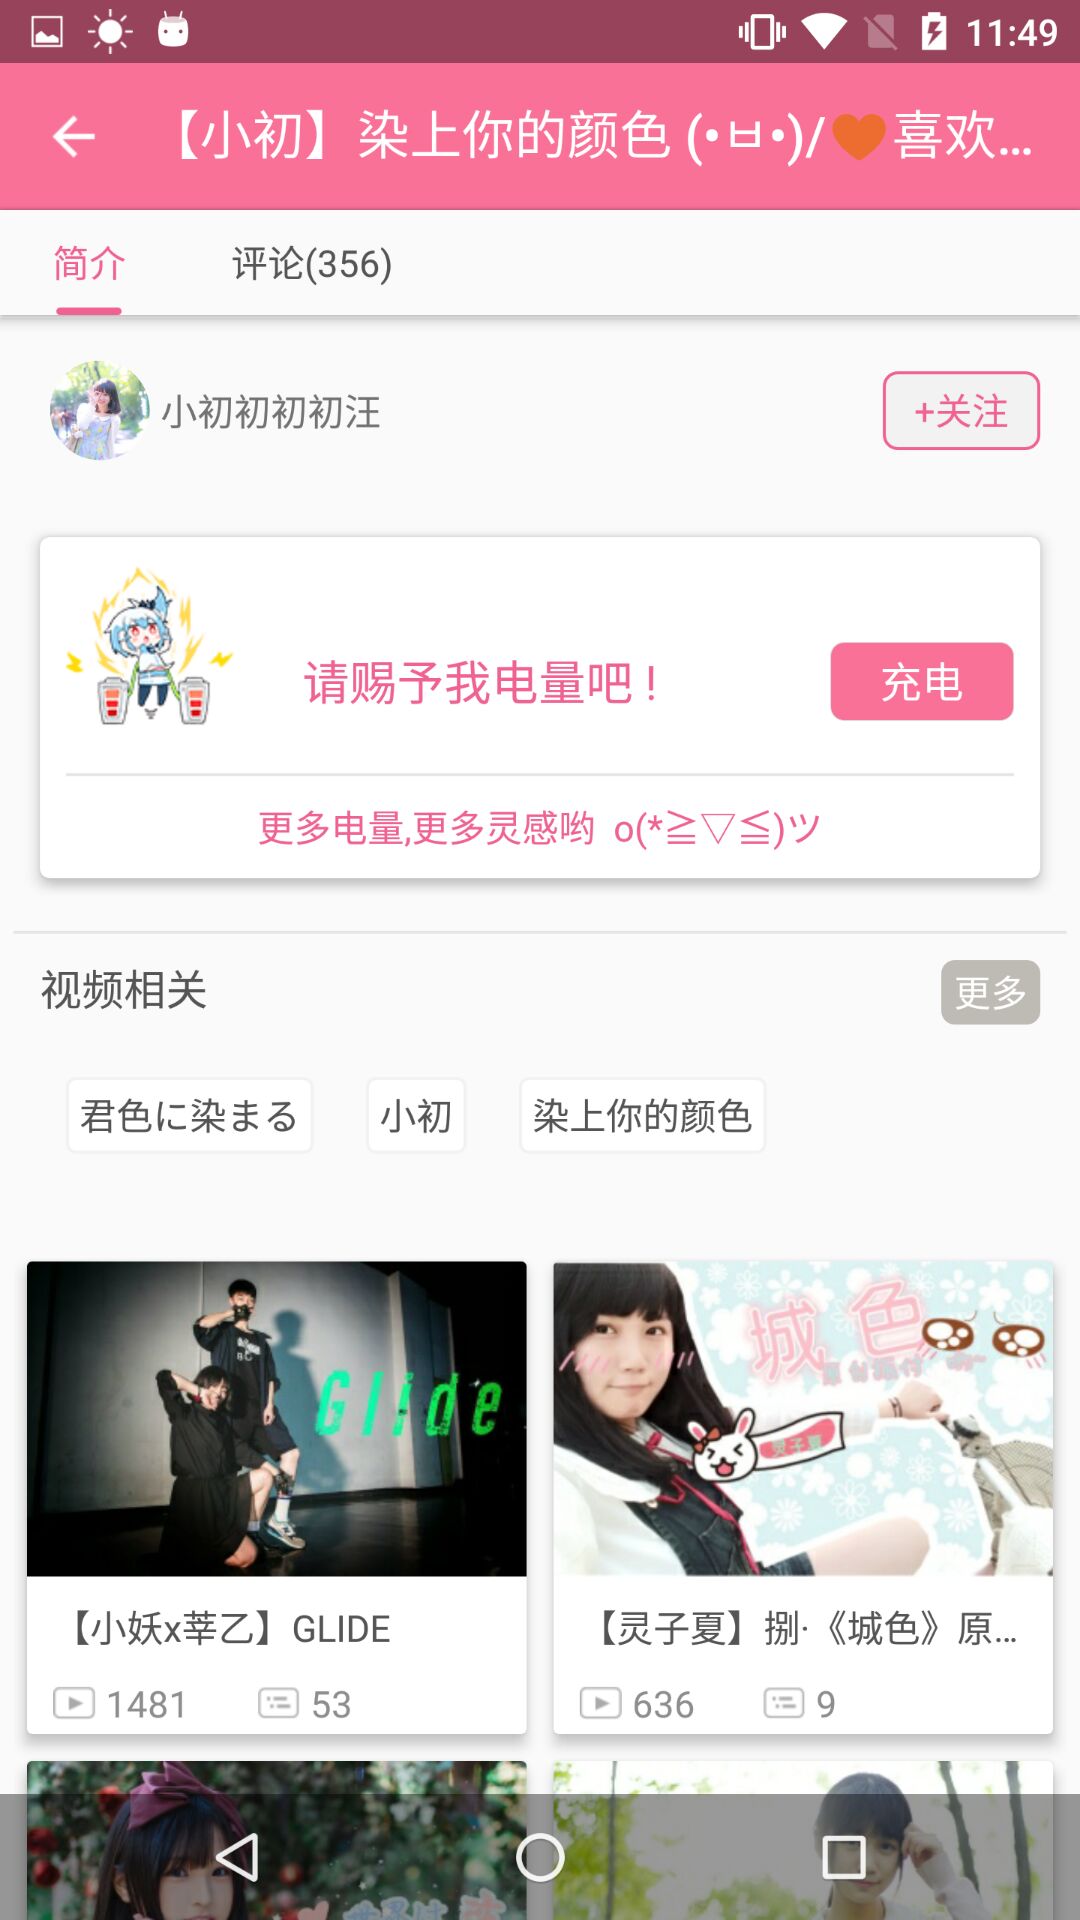 11:49
【小初】染上你的颜色 (•ㅂ•)/🧡喜欢...
简介
评论(356)
小初初初初汪
+关注
请赐予我电量吧！
充电
更多电量,更多灵感哟 o(*≧▽≦)ツ
视频相关
更多
君色に染まる
小初
染上你的颜色
Glide
城色
灵子夏
【小妖x莘乙】GLIDE
【灵子夏】捌·《城色》原...
1481
53
636
9